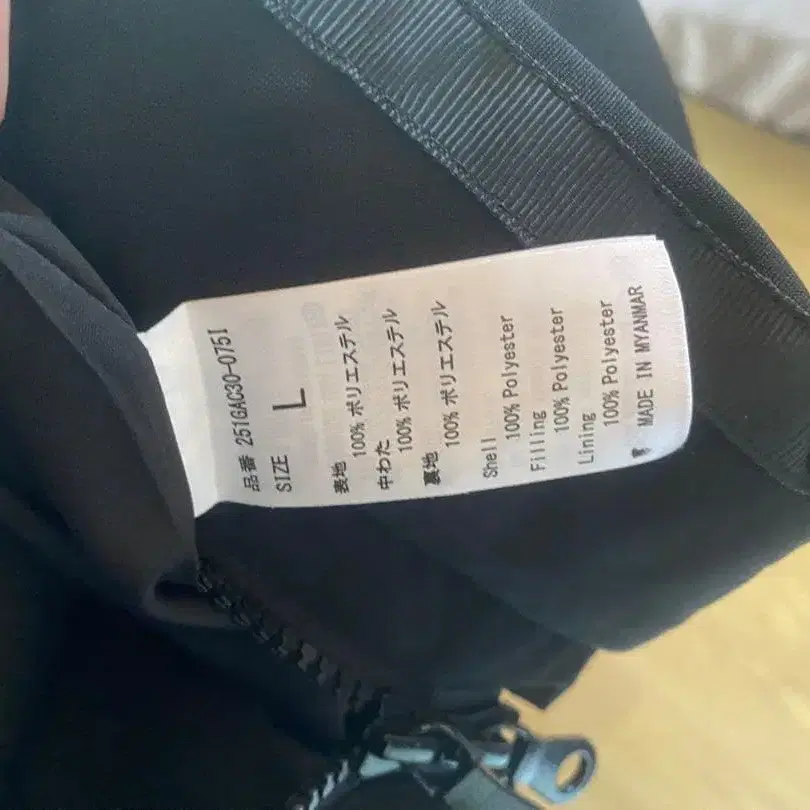 品番 251GAC30-075I
SIZE L
表地
100% ポリエステル
中わた
100% ポリエステル
裏地
100% ポリエステル
Shell
100% Polyester
Filling
100% Polyester
Lining
100% Polyester
MADE IN MYANMAR